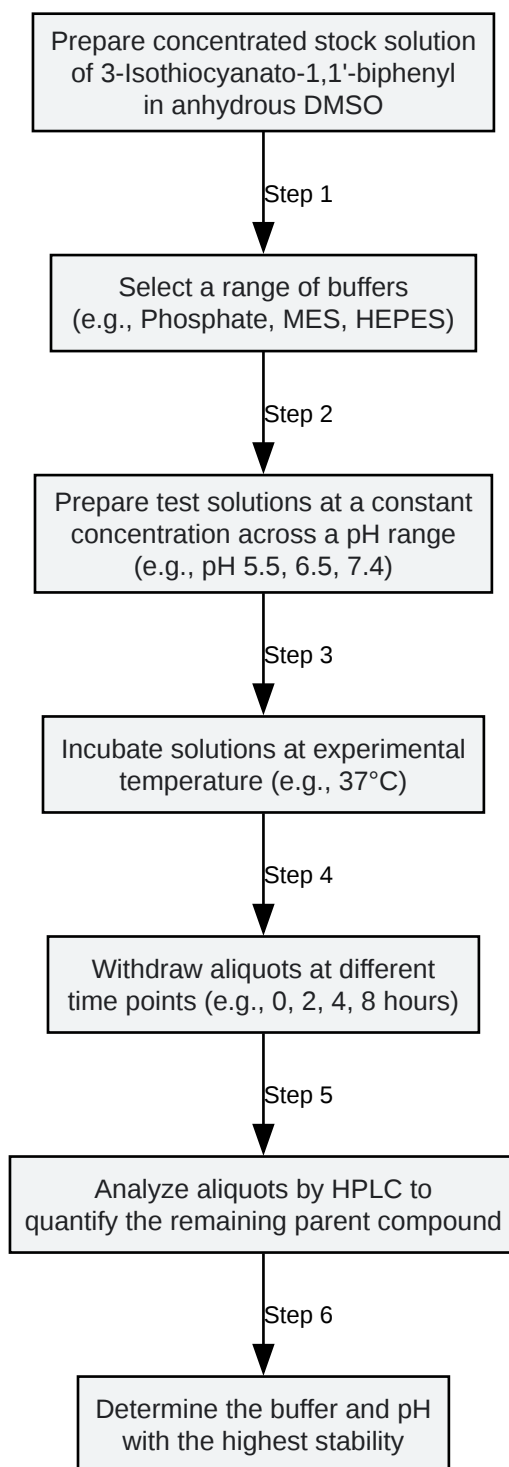 Prepare concentrated stock solution
of 3-Isothiocyanato-1,1'-biphenyl
in anhydrous DMSO
Step 1
Select a range of buffers
(e.g., Phosphate, MES, HEPES)
Step 2
Prepare test solutions at a constant
concentration across a pH range
(e.g., pH 5.5, 6.5, 7.4)
Step 3
Incubate solutions at experimental
temperature (e.g., 37°C)
Step 4
Withdraw aliquots at different
time points (e.g., 0, 2, 4, 8 hours)
Step 5
Analyze aliquots by HPLC to
quantify the remaining parent compound
Step 6
Determine the buffer and pH
with the highest stability